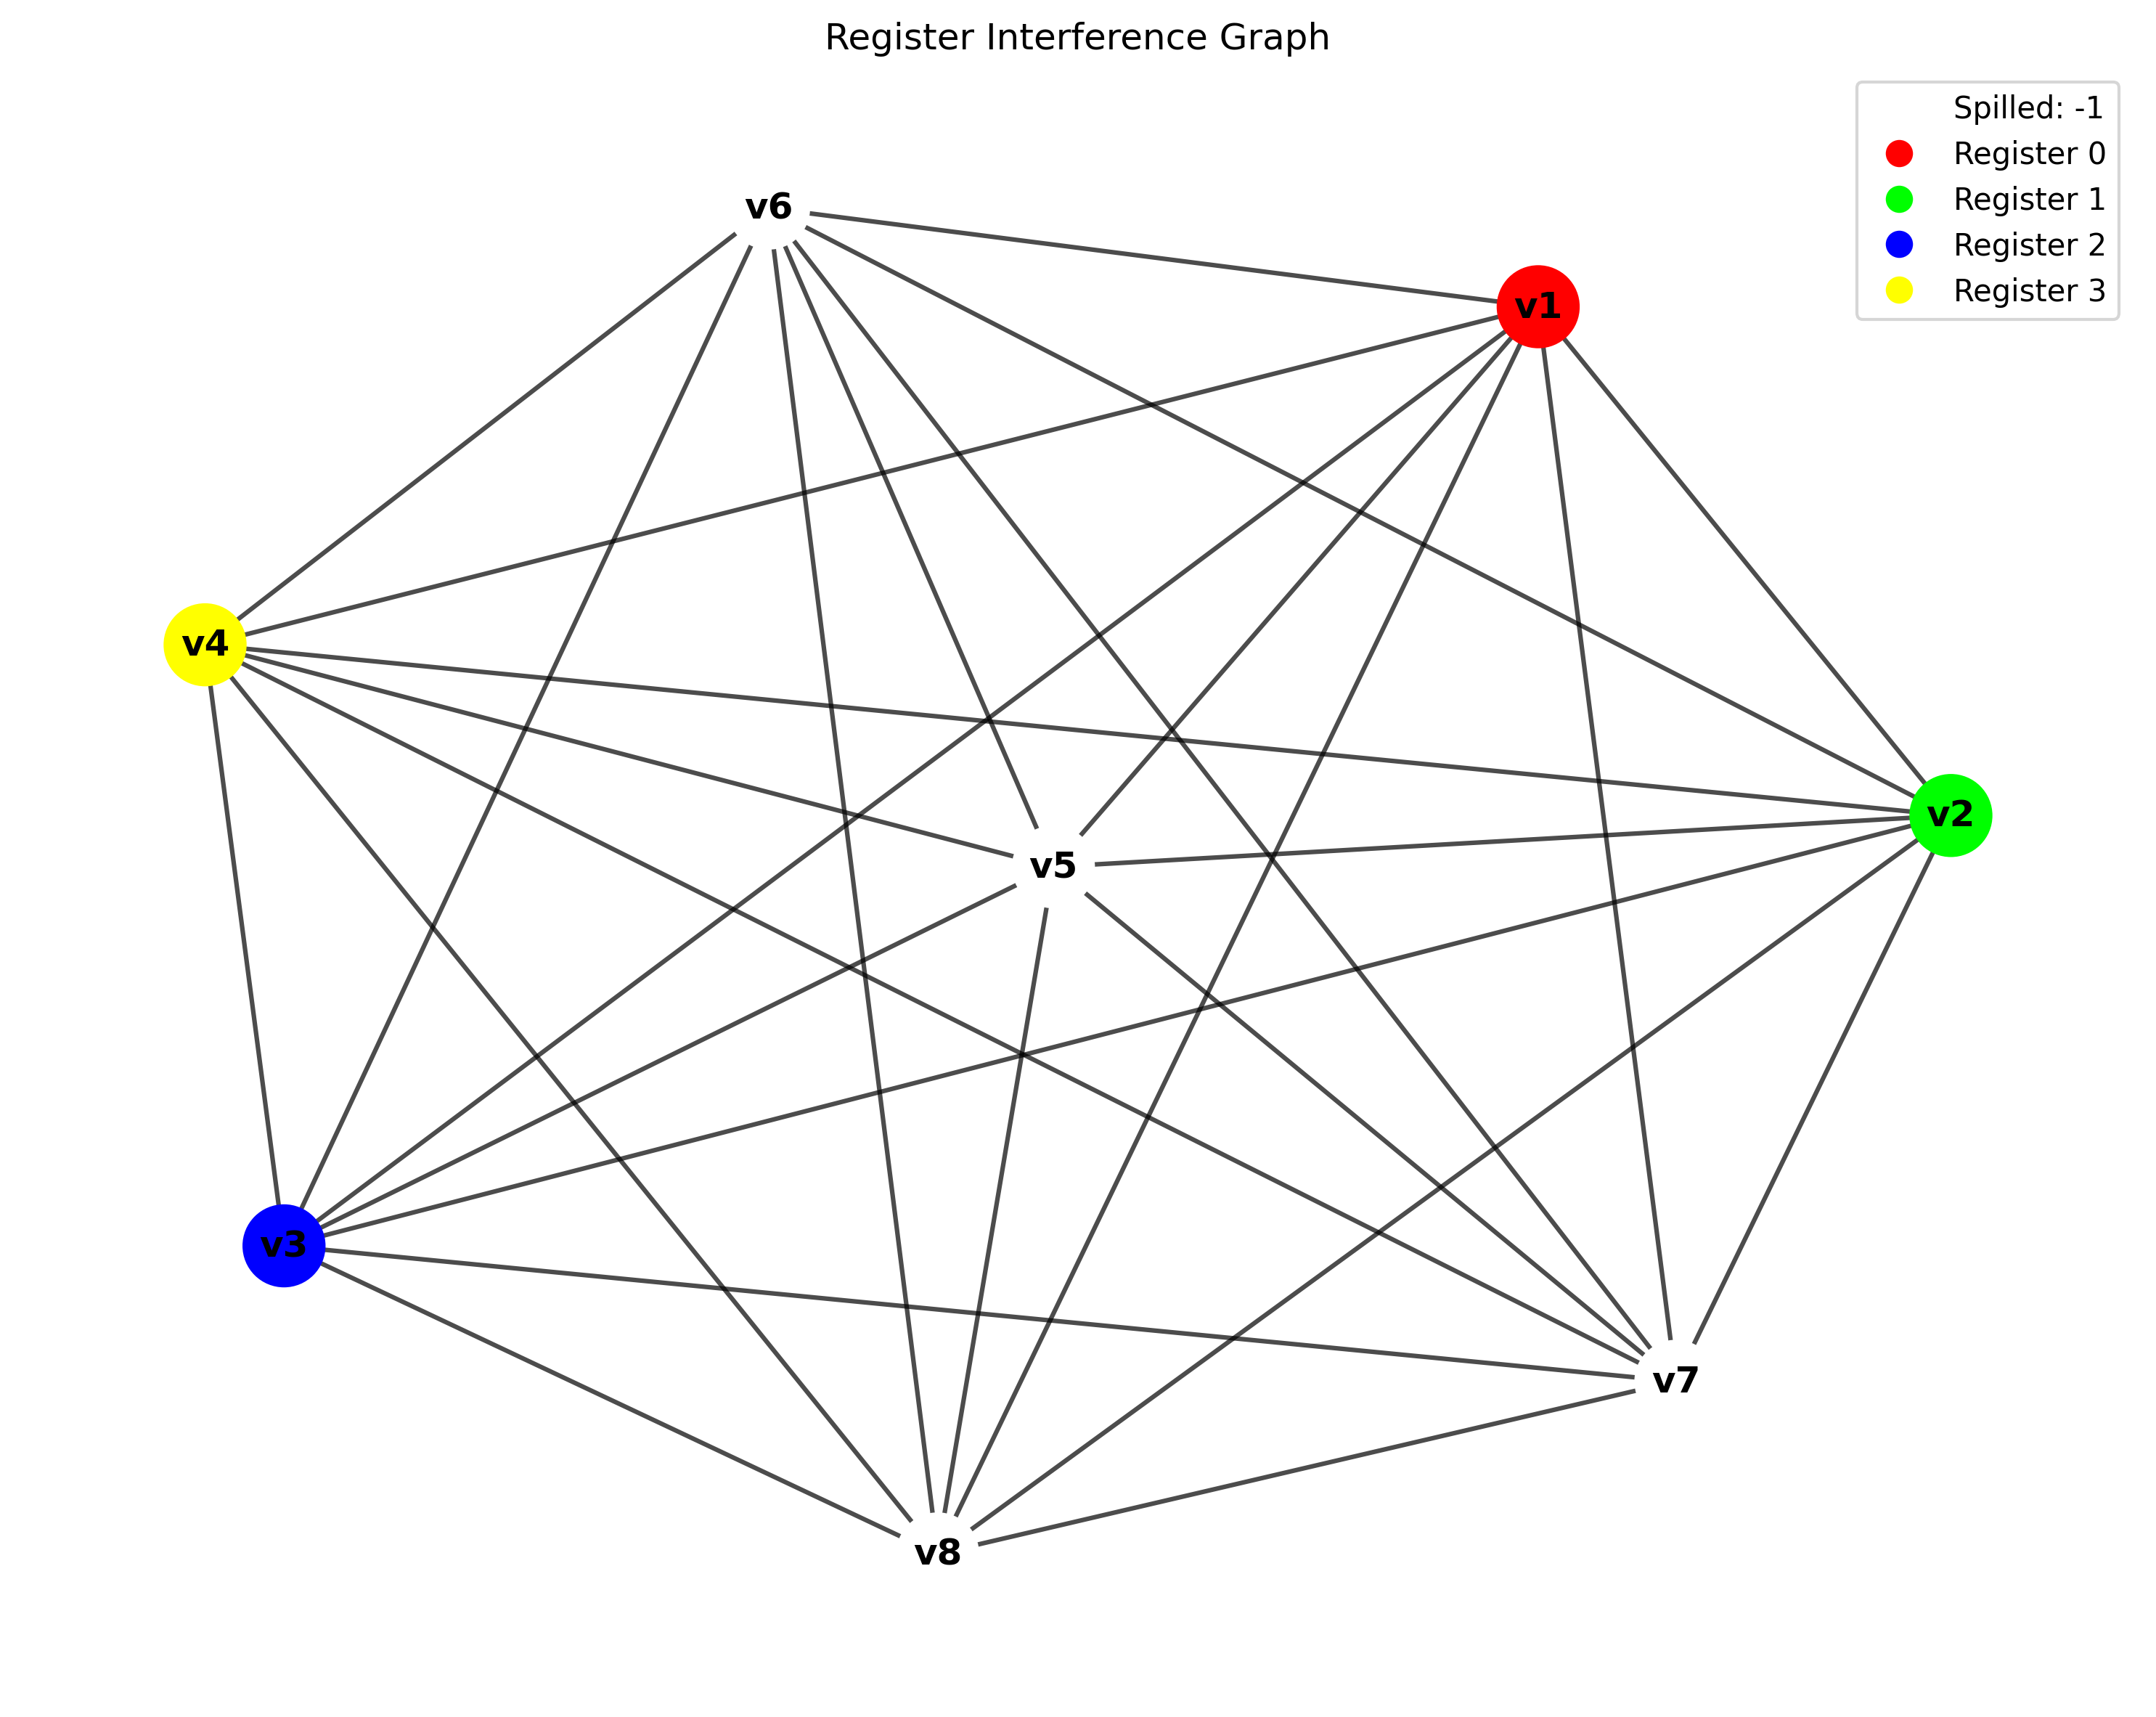 Register Interference Graph
Spilled: -1
Register 0
Register 1
Register 2
Register 3
v6
v1
v4
v2
v5
v3
v7
v8